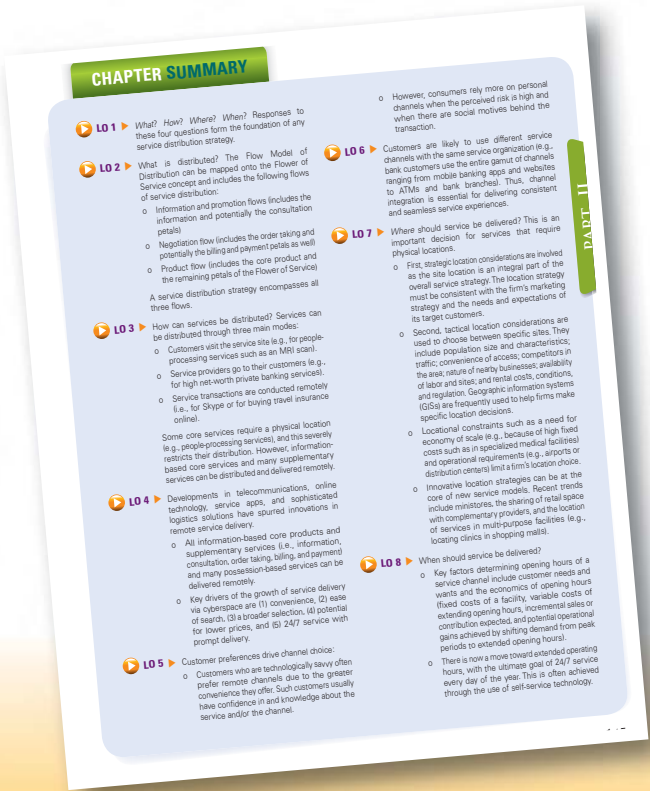 CHAPTER SUMMARY
LO 1 What? How? Where? When? Responses to
these four questions form the foundation of any
service distribution strategy.
LO 2 What is distributed? The Flow Model of
Distribution can be mapped onto the Flower of
Service concept and includes the following flows
of service distribution:
o Information and promotion flows (includes the
information and potentially the consultation
petals)
o Negotiation flow (includes the order taking and
potentially the billing and payment petals as well)
o Product flow (includes the core product and
the remaining petals of the Flower of Service)
A service distribution strategy encompasses all
three flows.
LO 3 How can services be distributed? Services can
be distributed through three main modes:
o Customers visit the service site (e.g., for people-
processing services such as an MRI scan).
o Service providers go to their customers (e.g.,
for high net-worth private banking services).
o Service transactions are conducted remotely
(i.e., for Skype or for buying travel insurance
online).
Some core services require a physical location
(e.g., people-processing services), and this severely
restricts their distribution. However, information-
based core services and many supplementary
services can be distributed and delivered remotely.
LO 4 Developments in telecommunications, online
technology, service apps, and sophisticated
logistics solutions have spurred innovations in
remote service delivery.
o All information-based core products and
supplementary services (i.e., information,
consultation, order taking, billing, and payment)
and many possession-based services can be
delivered remotely.
o Key drivers of the growth of service delivery
via cyberspace are (1) convenience, (2) ease
of search, (3) a broader selection, (4) potential
for lower prices, and (5) 24/7 service with
prompt delivery.
LO 5 Customer preferences drive channel choice:
o Customers who are technologically savvy often
prefer remote channels due to the greater
convenience they offer. Such customers usually
have confidence in and knowledge about the
service and/or the channel.
o However, consumers rely more on personal
channels when the perceived risk is high and
when there are social motives behind the
transaction.
LO 6 Customers are likely to use different service
channels with the same service organization (e.g.,
bank customers use the entire gamut of channels
ranging from mobile banking apps and websites
to ATMs and bank branches). Thus, channel
integration is essential for delivering consistent
and seamless service experiences.
LO 7 Where should service be delivered? This is an
important decision for services that require
physical locations.
o First, strategic location considerations are involved
as the site location is an integral part of the
overall service strategy. The location strategy
must be consistent with the firm's marketing
strategy and the needs and expectations of
its target customers.
o Second, tactical location considerations are
used to choose between specific sites. They
include population size and characteristics;
traffic; convenience of access; competitors in
the area; nature of nearby businesses; availability
of labor and sites; and rental costs, conditions,
and regulation. Geographic information systems
(GISs) are frequently used to help firms make
specific location decisions.
o Locational constraints such as a need for
economy of scale (e.g., because of high fixed
costs such as in specialized medical facilities)
and operational requirements (e.g., airports or
distribution centers) limit a firm's location choice.
o Innovative location strategies can be at the
core of new service models. Recent trends
include ministores, the sharing of retail space
with complementary providers, and the location
of services in multi-purpose facilities (e.g.,
locating clinics in shopping malls).
LO 8 When should service be delivered?
o Key factors determining opening hours of a
service channel include customer needs and
wants and the economics of opening hours
(fixed costs of a facility, variable costs of
extending opening hours, incremental sales or
contribution expected, and potential operational
gains achieved by shifting demand from peak
periods to extended opening hours).
o There is now a move toward extended operating
hours, with the ultimate goal of 24/7 service
every day of the year. This is often achieved
through the use of self-service technology.
PART II